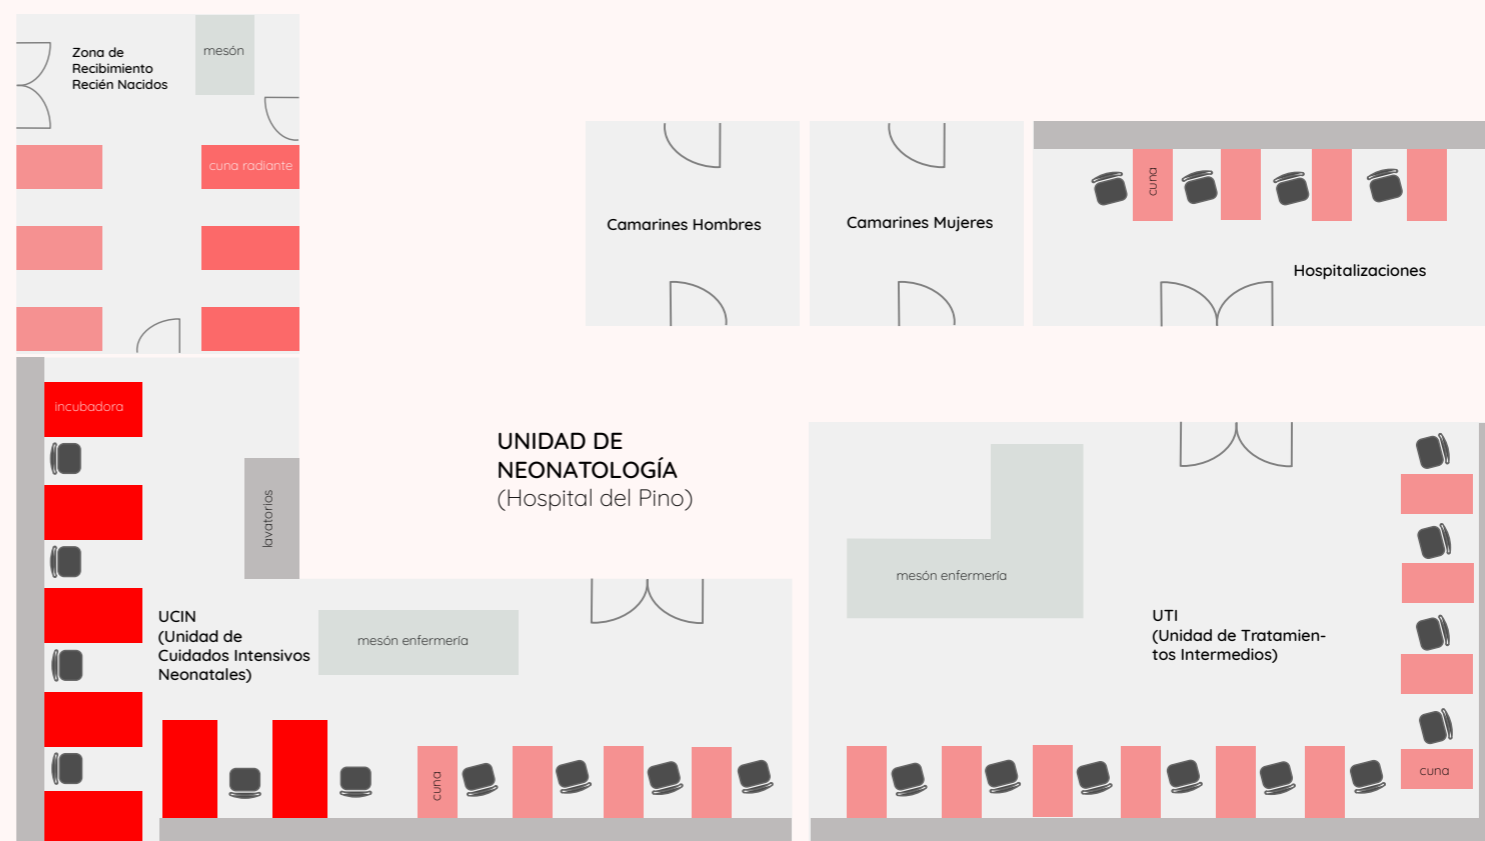 Zona de
Recibimiento
Recién Nacidos
mesón
cuna radiante
Camarines Hombres
Camarines Mujeres
cuna
Hospitalizaciones
incubadora
lavatorios
UNIDAD DE
NEONATOLOGÍA
(Hospital del Pino)
UCIN
(Unidad de
Cuidados Intensivos
Neonatales)
mesón enfermería
cuna
mesón enfermería
UTI
(Unidad de Tratamien-
tos Intermedios)
cuna